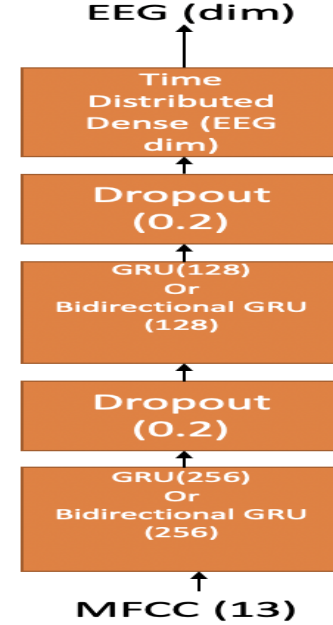 EEG (dim)
Time
Distributed
Dense (EEG
dim)
Dropout
(0.2)
GRU(128)
Or
Bidirectional GRU
(128)
Dropout
(0.2)
GRU(256)
Or
Bidirectional GRU
(256)
MFCC (13)